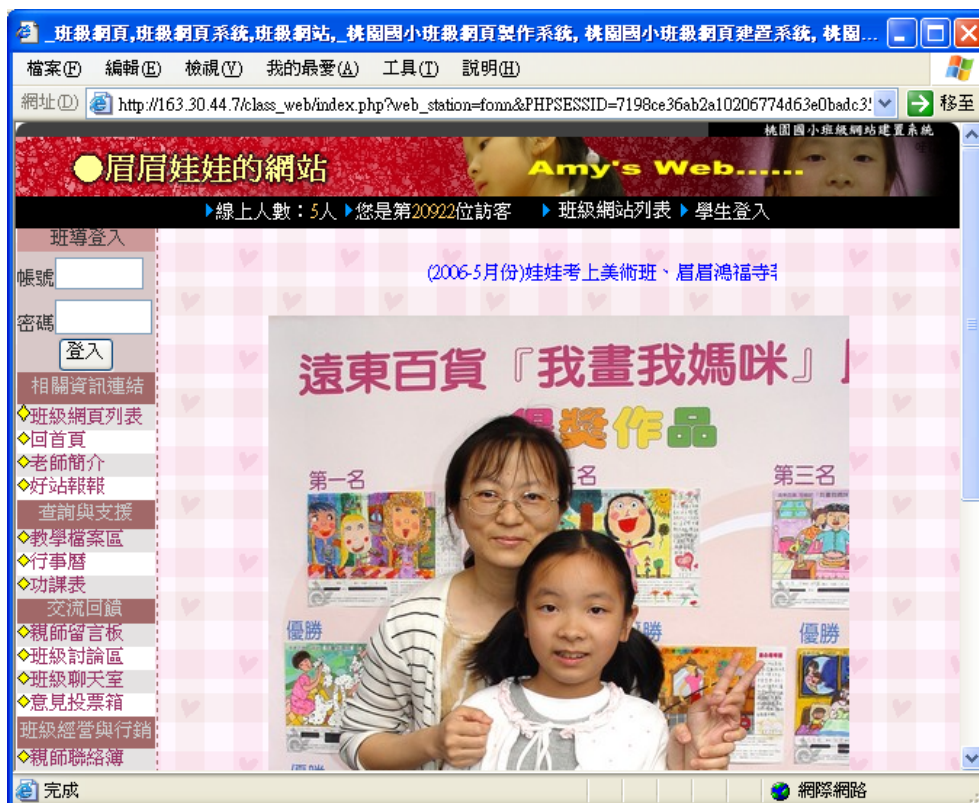 _班級網頁,班級網頁系統,班級網站,_桃園國小班級網頁製作系統, 桃園國小班級網頁建置系統, 桃園...
檔案(F) 編輯(E) 檢視(V) 我的最愛(A) 工具(T) 說明(H)
網址(D) http://163.30.44.7/class_web/index.php?web_station=form&PHPSESSID=7198ce36ab2a10206774d63e0badc3 移至
桃園國小班級網站建置系統
眉眉娃娃的網站 Amy's Web......
線上人數：5人 您是第20922位訪客 班級網站列表 學生登入
班導登入
(2006-5月份)娃娃考上美術班、眉眉鴻福寺
帳號
密碼
登入
相關資訊連結
班級網頁列表
回首頁
老師簡介
好站報報
查詢與支援
教學檔案區
行事曆
功課表
交流回饋
親師留言板
班級討論區
班級聊天室
意見投票箱
班級經營與行銷
親師聯絡簿
遠東百貨『我畫我媽咪』
得獎作品
第一名 名 第三名
優勝 勝 優勝
優勝
完成 網際網路